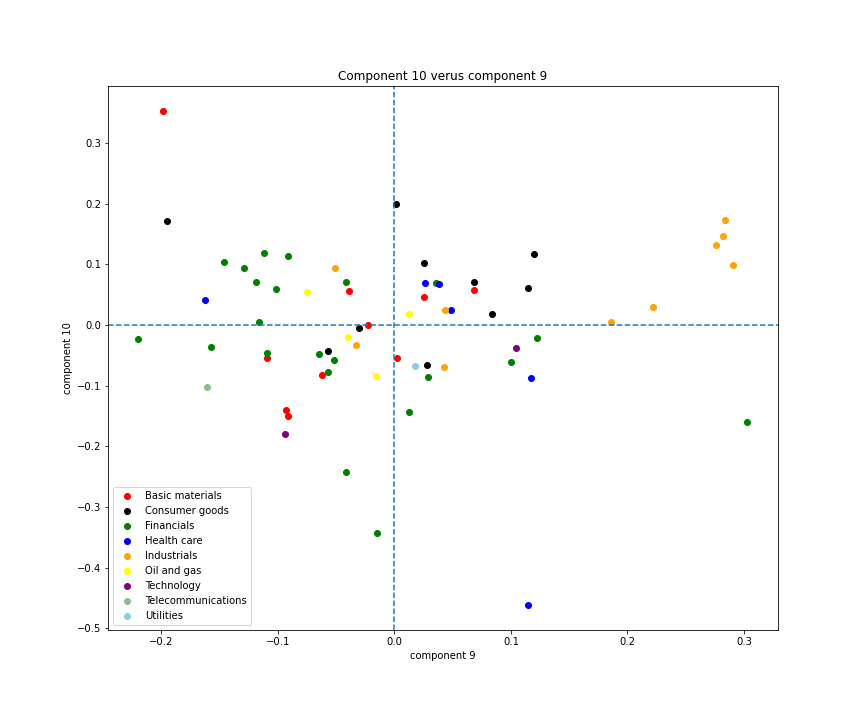 Component 10 verus component 9
component 10
0.3
0.2
0.1
0.0
−0.1
−0.2
−0.3
−0.4
−0.5
Basic materials
Consumer goods
Financials
Health care
Industrials
Oil and gas
Technology
Telecommunications
Utilities
−0.2 −0.1 0.0 0.1 0.2 0.3
component 9